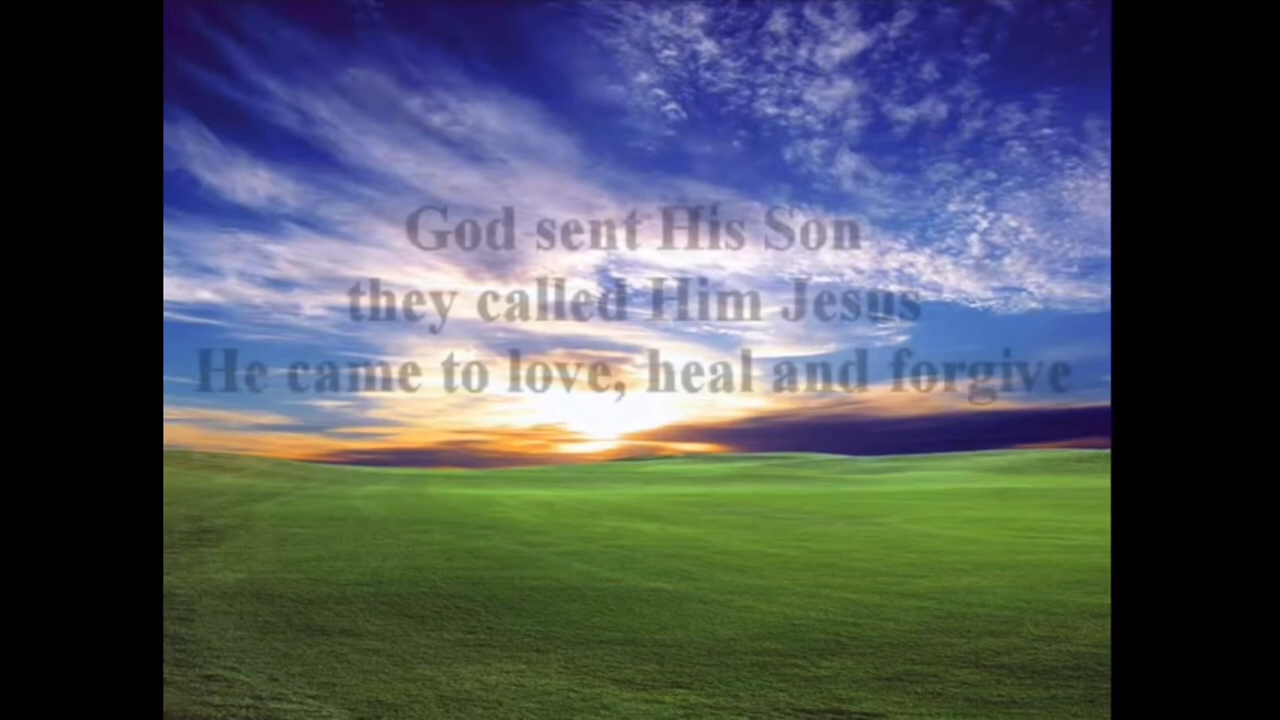 God sent His Son
they called Him Jesus
He came to love, heal and forgive